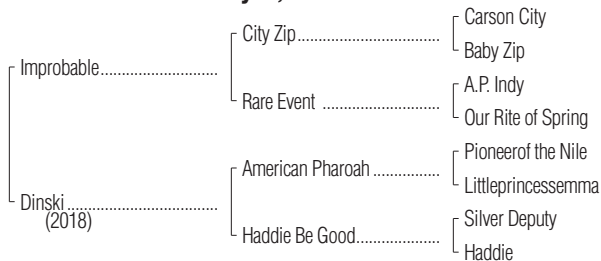 Carson City
City Zip
Baby Zip
Improbable
A.P. Indy
Rare Event
Our Rite of Spring
Pioneerof the Nile
American Pharoah
Littleprincessemma
Dinski
(2018)
Silver Deputy
Haddie Be Good
Haddie